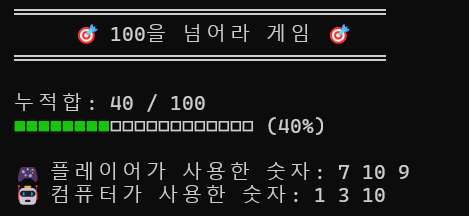 🎯 100을 넘어라 게임 🎯
누적합: 40 / 100
■■■■■■■■□□□□□□□□□□□□ (40%)
🎮 플레이어가 사용한 숫자: 7 10 9
🤖 컴퓨터가 사용한 숫자: 1 3 10